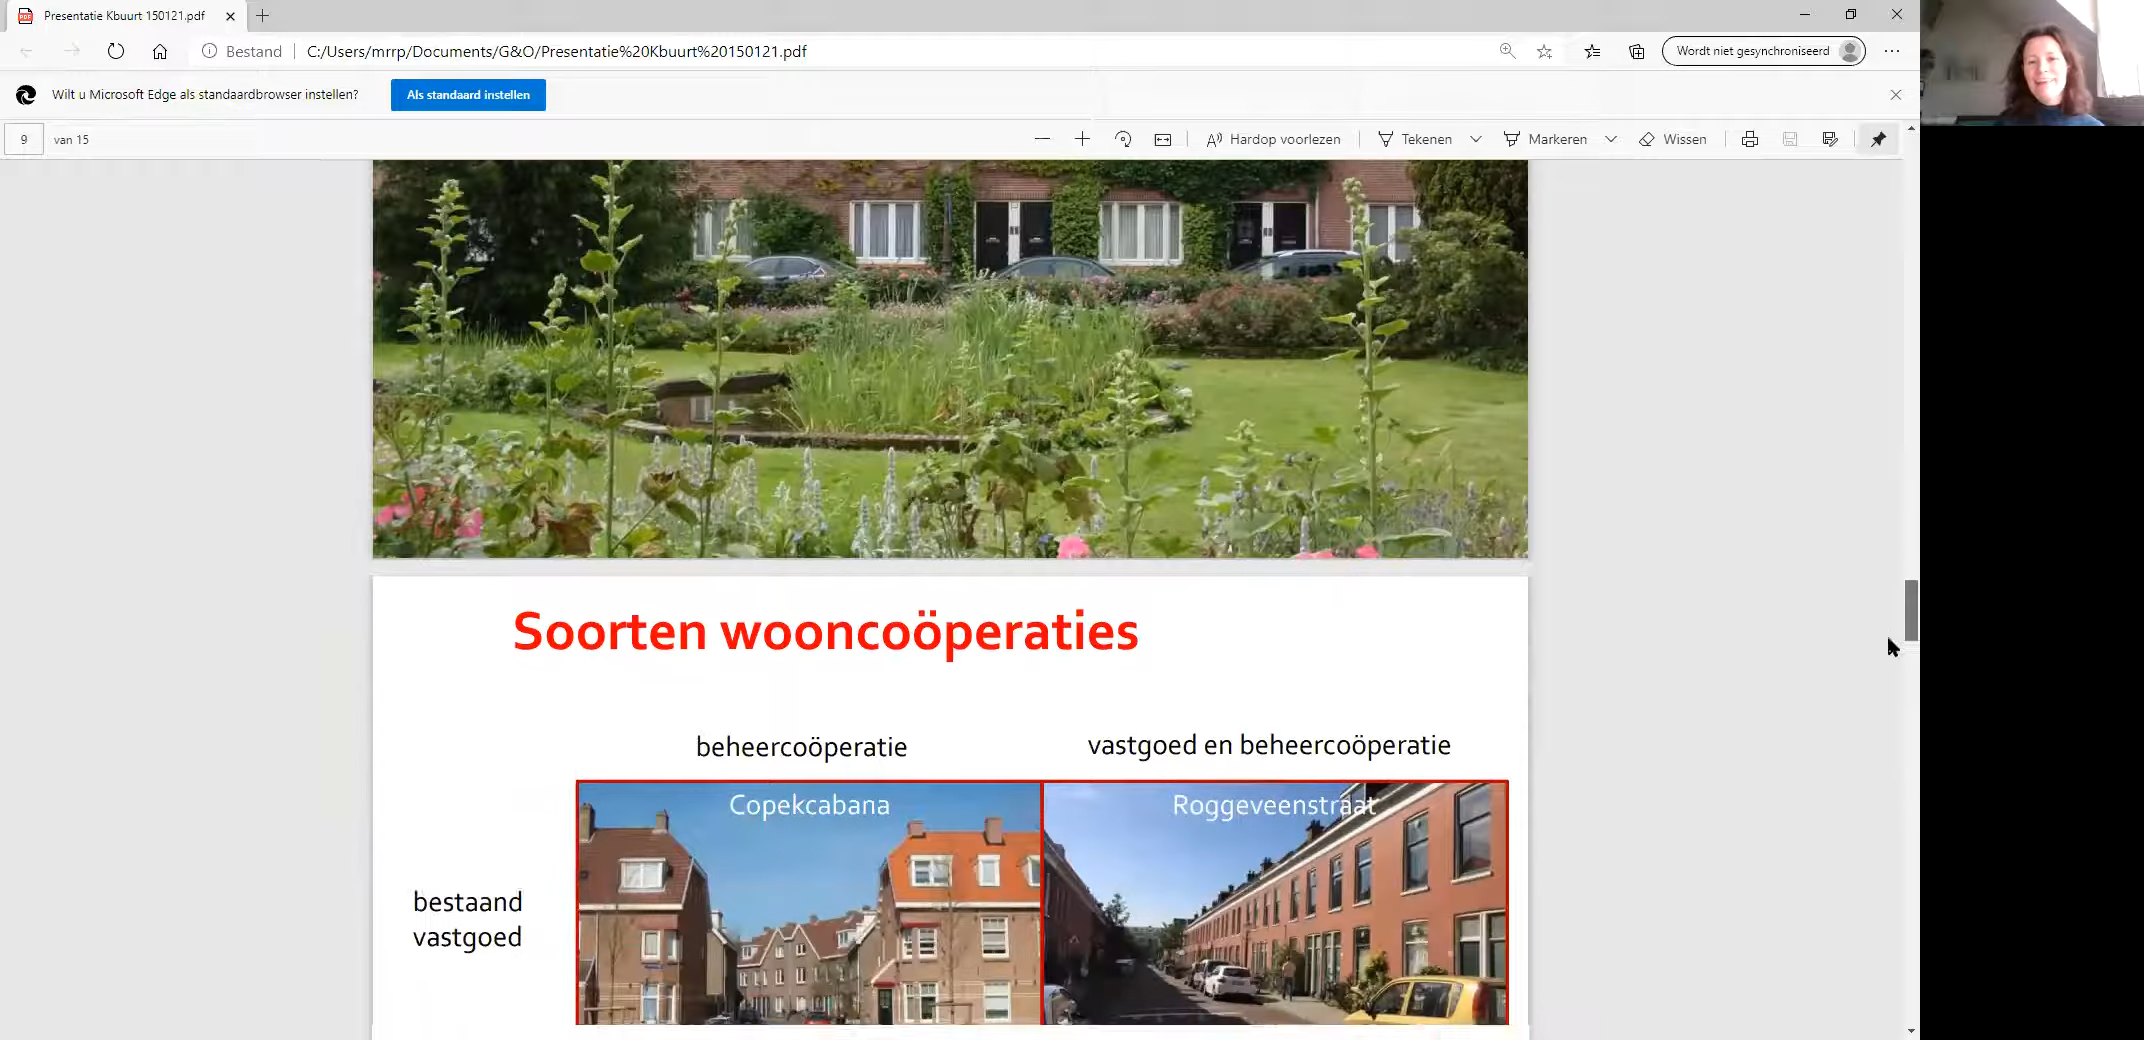 Presentatie Kbuurt 150121.pdf
Bestand
C:/Users/mrrp/Documents/G&O/Presentatie%20Kbuurt%20150121.pdf
Wordt niet gesynchroniseerd
Wilt u Microsoft Edge als standaardbrowser instellen?
Als standaard instellen
9 van 15
Hardop voorlezen
Tekenen
Markeren
Wissen
Soorten wooncoöperaties
beheercoöperatie
vastgoed en beheercoöperatie
Copekcabana
Roggeveenstraat
bestaand
vastgoed